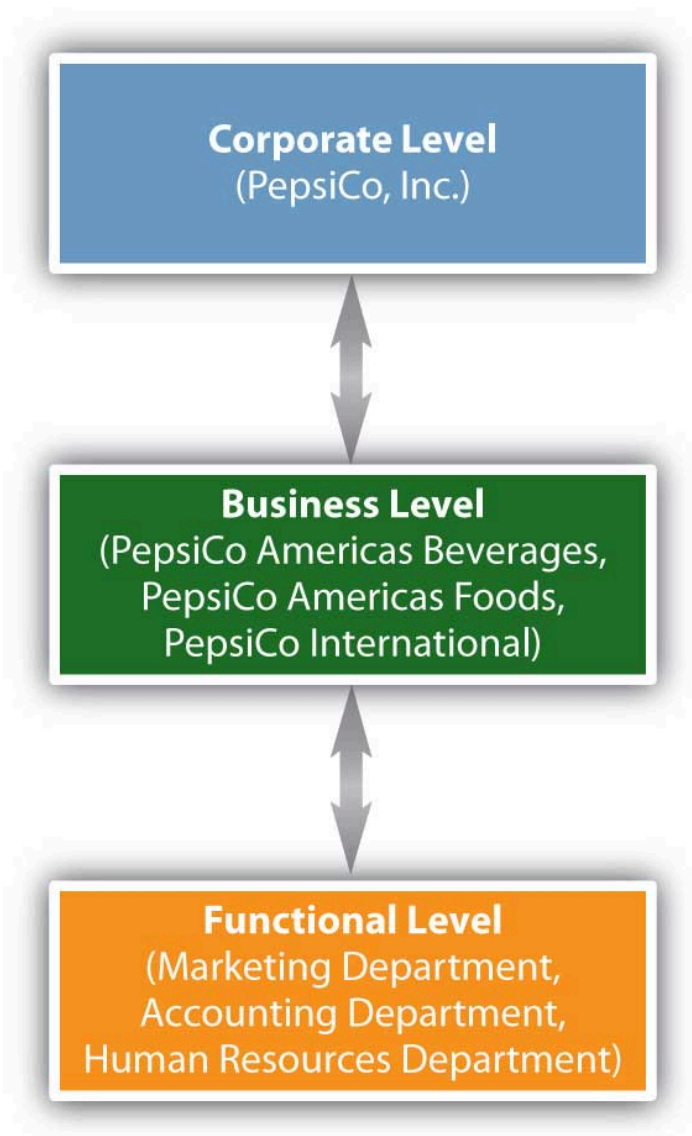 Corporate Level
(PepsiCo, Inc.)
Business Level
(PepsiCo Americas Beverages,
PepsiCo Americas Foods,
PepsiCo International)
Functional Level
(Marketing Department,
Accounting Department,
Human Resources Department)